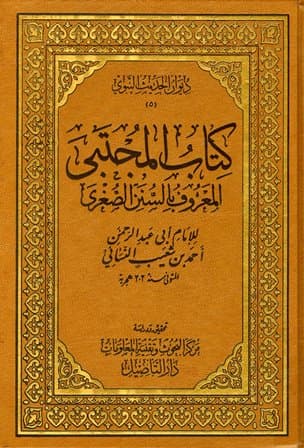 ديوان الحديث النبوي
(٥)
كتاب المجتبى
المعروف بالسنن الصغرى
للإمام أبي عبد الرحمن
أحمد بن شعيب النسائي
المتوفى سنة ٣٠٣ هجرية
تحقيق ودراسة
مركز البحوث وتقنية المعلومات
دار التأصيل